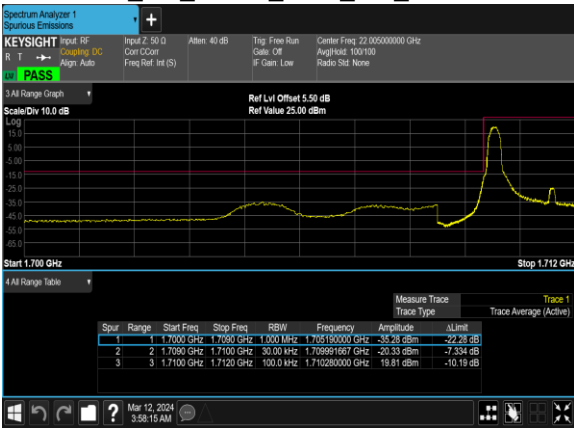 Spectrum Analyzer 1
Spurious Emissions
KEYSIGHT
Input: RF
Coupling: DC
Align: Auto
R T
LXI PASS
Input Z: 50 Ω
Corr CCorr
Freq Ref: Int (S)
Atten: 40 dB
Trig: Free Run
Gate: Off
IF Gain: Low
Center Freq: 22.005000000 GHz
Avg|Hold: 100/100
Radio Std: None
3 All Range Graph
Scale/Div 10.0 dB
Ref Lvl Offset 5.50 dB
Ref Value 25.00 dBm
Log
15.0
5.00
-5.00
-15.0
-25.0
-35.0
-45.0
-55.0
-65.0
Start 1.700 GHz
Stop 1.712 GHz
4 All Range Table
Measure Trace Trace 1
Trace Type Trace Average (Active)
Spur Range Start Freq Stop Freq RBW Frequency Amplitude ΔLimit
1 1 1.7000 GHz 1.7090 GHz 1.000 MHz 1.705190000 GHz -35.28 dBm -22.28 dB
2 2 1.7090 GHz 1.7100 GHz 30.00 kHz 1.709991667 GHz -20.33 dBm -7.334 dB
3 3 1.7100 GHz 1.7120 GHz 100.0 kHz 1.710280000 GHz 19.81 dBm -10.19 dB
?
Mar 12, 2024
3:58:15 AM